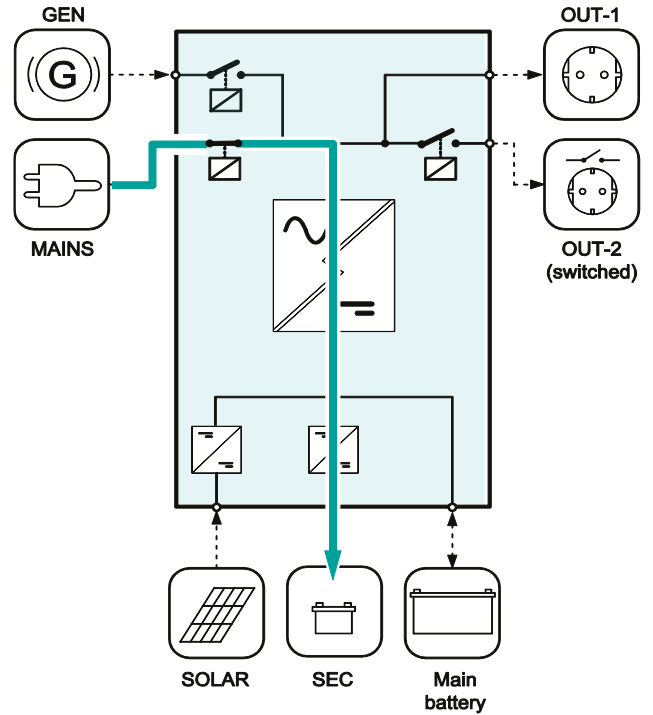 GEN
OUT-1
G
MAINS
OUT-2
(switched)
SOLAR
SEC
Main
battery